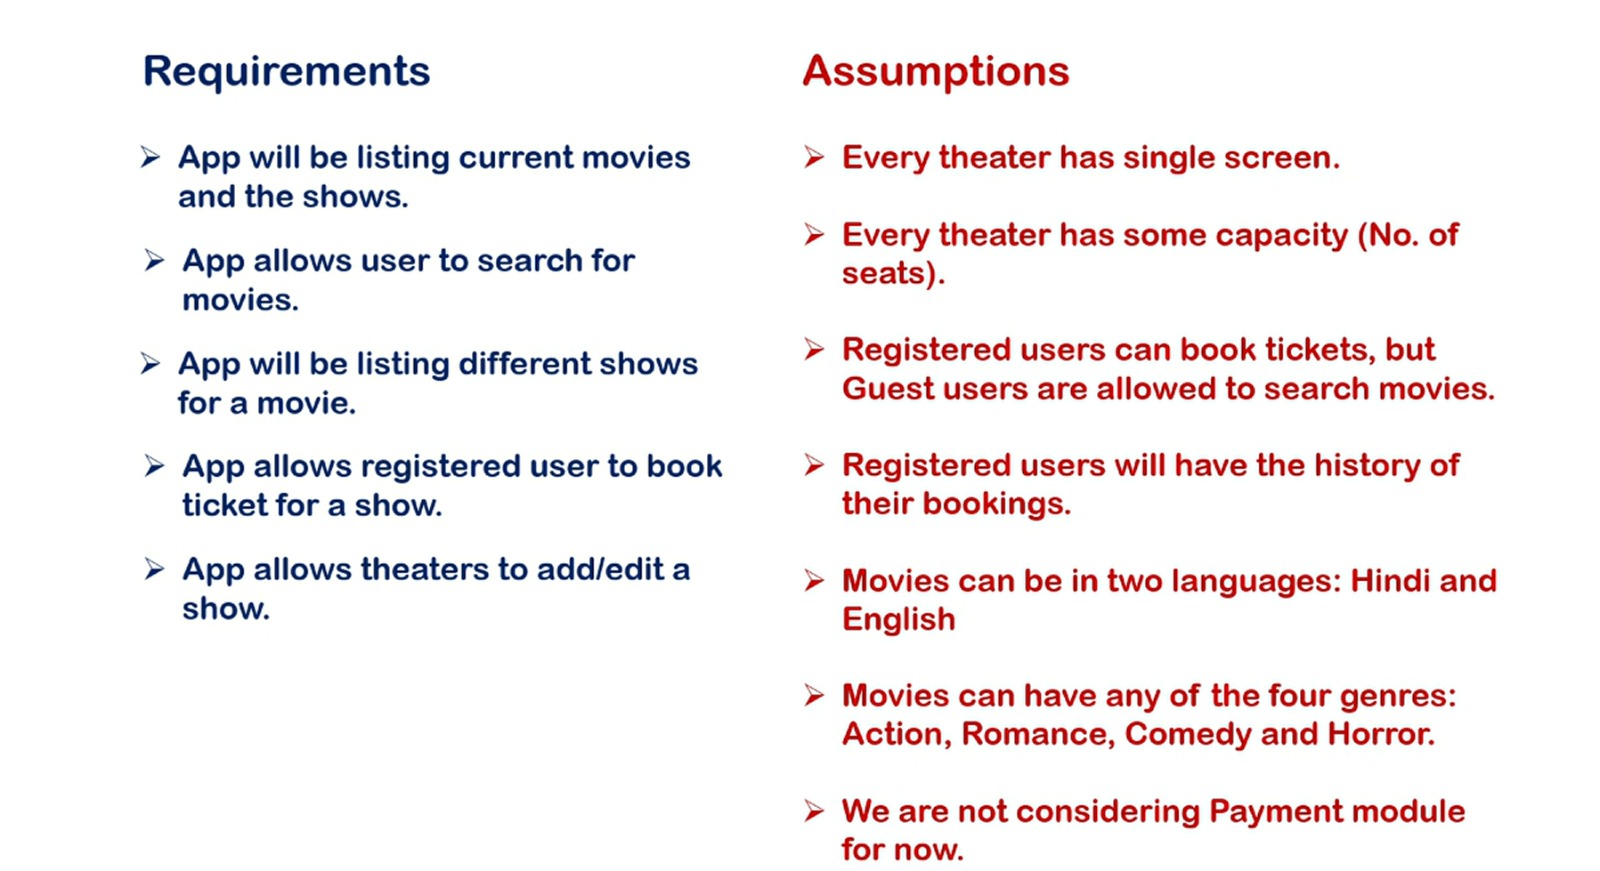 Requirements
➢ App will be listing current movies
and the shows.
➢ App allows user to search for
movies.
➢ App will be listing different shows
for a movie.
➢ App allows registered user to book
ticket for a show.
➢ App allows theaters to add/edit a
show.
Assumptions
➢ Every theater has single screen.
➢ Every theater has some capacity (No. of
seats).
➢ Registered users can book tickets, but
Guest users are allowed to search movies.
➢ Registered users will have the history of
their bookings.
➢ Movies can be in two languages: Hindi and
English
➢ Movies can have any of the four genres:
Action, Romance, Comedy and Horror.
➢ We are not considering Payment module
for now.